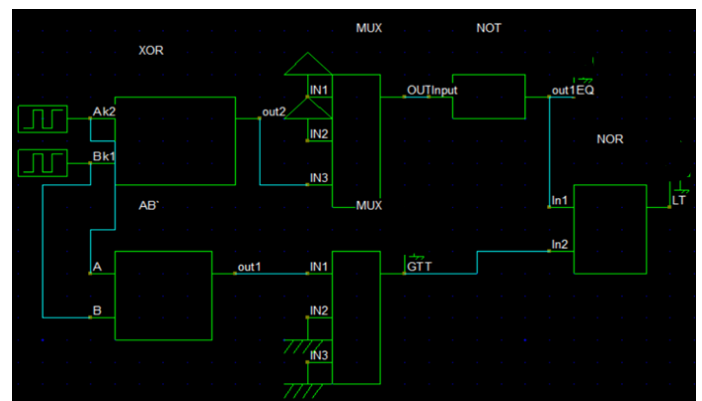 MUX NOT
XOR
IN1 OUTInput out1EQ
Ak2 out2
IN2 NOR
Bk1
IN3
AB` MUX In1 LT
In2
A out1 IN1 GTT
B IN2
IN3